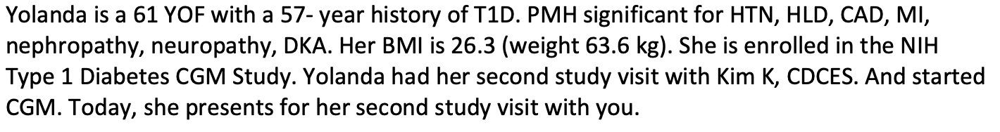 Yolanda is a 61 YOF with a 57- year history of T1D. PMH significant for HTN, HLD, CAD, MI,
nephropathy, neuropathy, DKA. Her BMI is 26.3 (weight 63.6 kg). She is enrolled in the NIH
Type 1 Diabetes CGM Study. Yolanda had her second study visit with Kim K, CDCES. And started
CGM. Today, she presents for her second study visit with you.